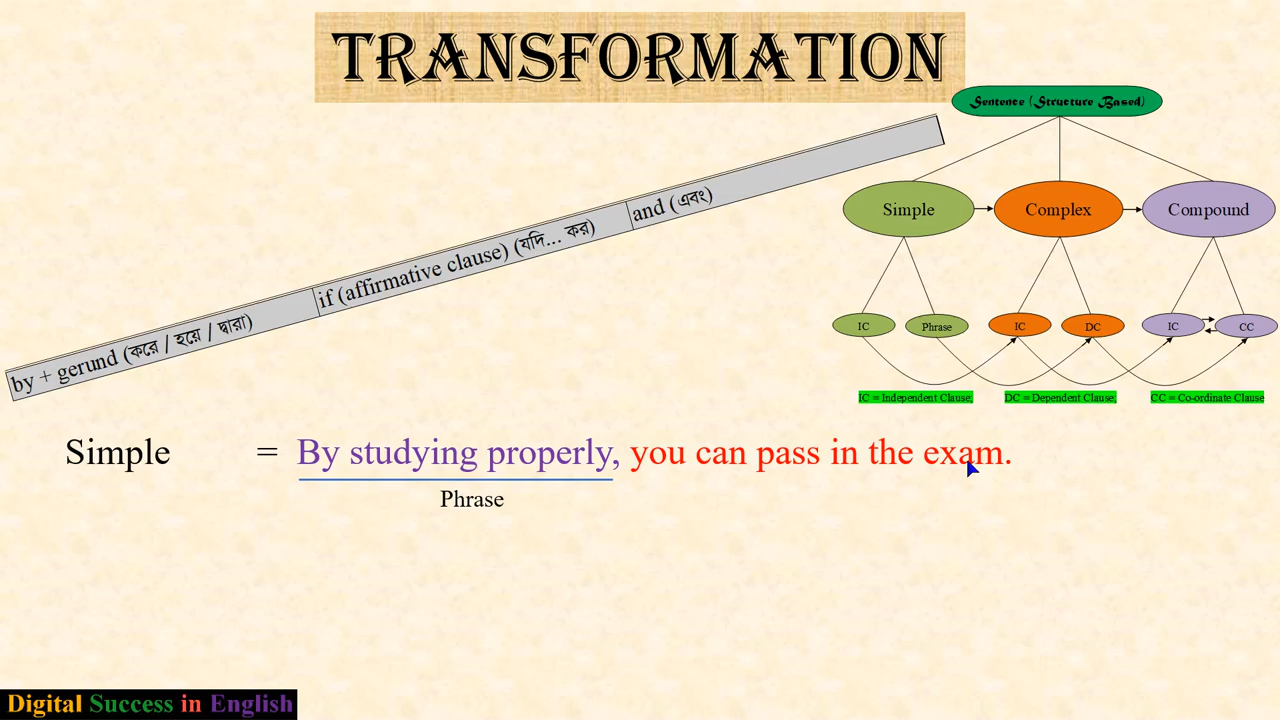 TRANSFORMATION
Sentence (Structure Based)
by + gerund (করে / হয়ে / দ্বারা) if (affirmative clause) (যদি... কর) and (এবং)
Simple Complex Compound
IC Phrase IC DC IC CC
IC = Independent Clause, DC = Dependent Clause, CC = Co-ordinate Clause
Simple = By studying properly, you can pass in the exam.
Phrase
Digital Success in English